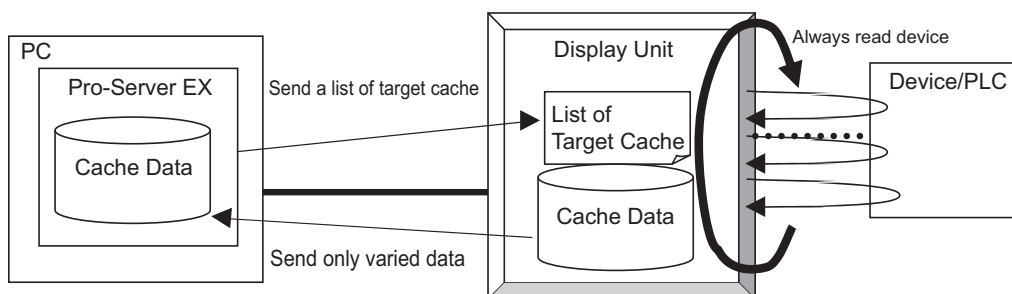 PC
Pro-Server EX
Cache Data
Send a list of target cache
Send only varied data
Display Unit
List of
Target Cache
Cache Data
Always read device
Device/PLC